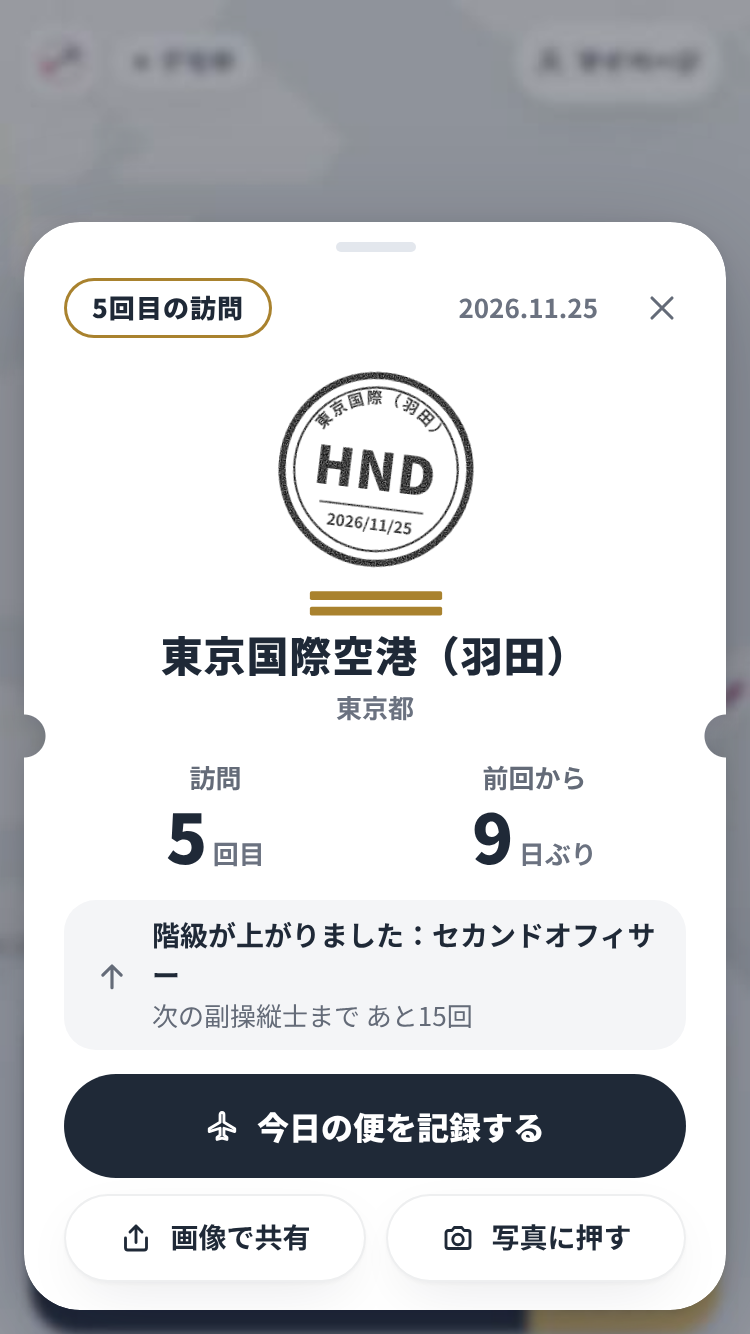 5回目の訪問
2026.11.25
東京国際（羽田）
HND
2026/11/25
東京国際空港（羽田）
東京都
訪問
前回から
5回目
9日ぶり
階級が上がりました：セカンドオフィサ
ー
次の副操縦士まで あと15回
今日の便を記録する
画像で共有
写真に押す